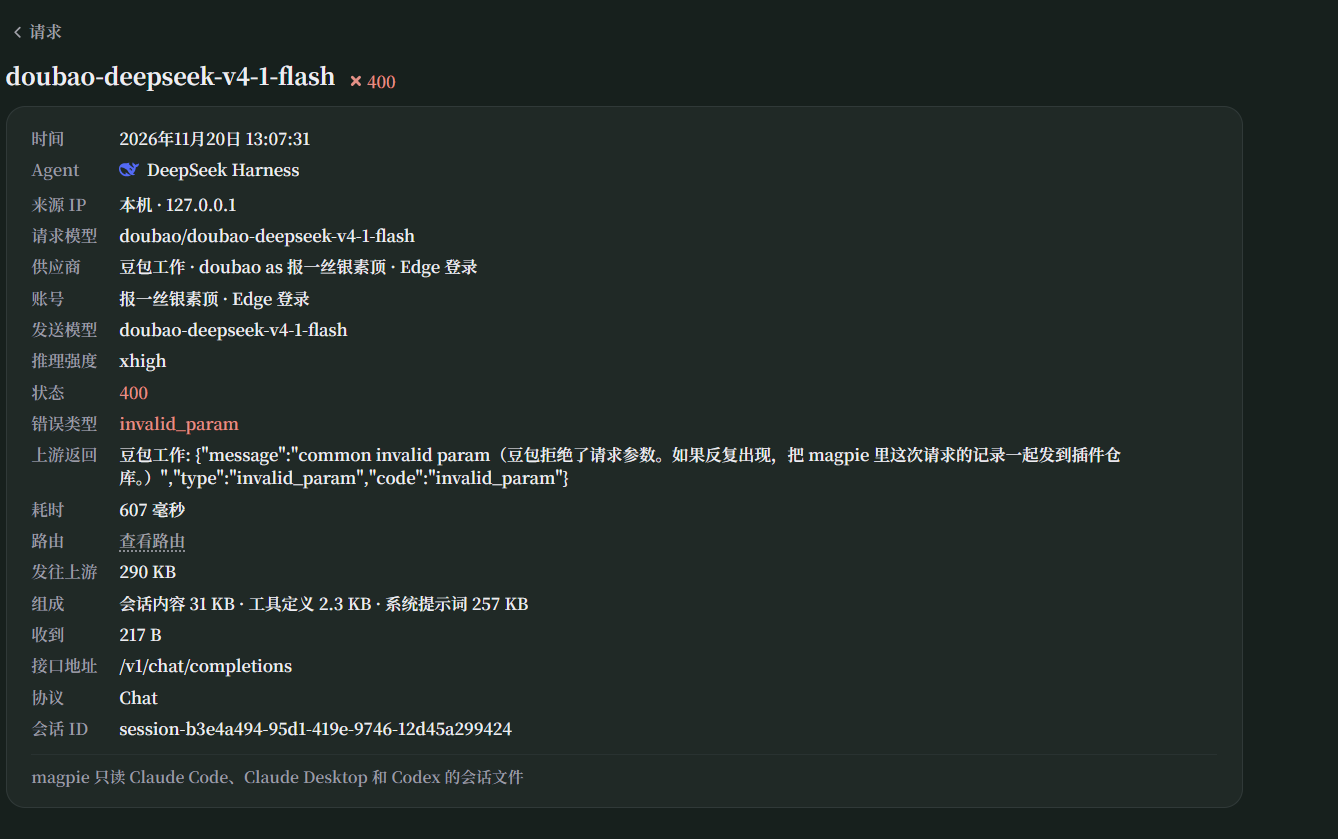 请求
doubao-deepseek-v4-1-flash × 400
时间 2026年11月20日 13:07:31
Agent DeepSeek Harness
来源 IP 本机 · 127.0.0.1
请求模型 doubao/doubao-deepseek-v4-1-flash
供应商 豆包工作 · doubao as 报一丝银素顶 · Edge 登录
账号 报一丝银素顶 · Edge 登录
发送模型 doubao-deepseek-v4-1-flash
推理强度 xhigh
状态 400
错误类型 invalid_param
上游返回 豆包工作: {"message":"common invalid param（豆包拒绝了请求参数。如果反复出现，把 magpie 里这次请求的记录一起发到插件仓
库。）","type":"invalid_param","code":"invalid_param"}
耗时 607 毫秒
路由 查看路由
发往上游 290 KB
组成 会话内容 31 KB · 工具定义 2.3 KB · 系统提示词 257 KB
收到 217 B
接口地址 /v1/chat/completions
协议 Chat
会话 ID session-b3e4a494-95d1-419e-9746-12d45a299424
magpie 只读 Claude Code、Claude Desktop 和 Codex 的会话文件